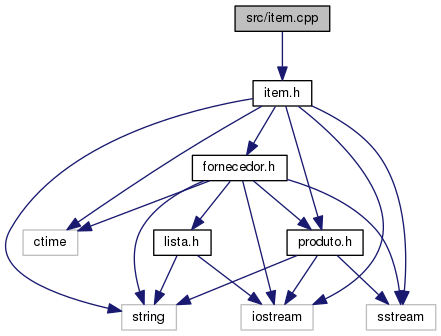 src/item.cpp
item.h
fornecedor.h
ctime
lista.h
produto.h
string
iostream
sstream